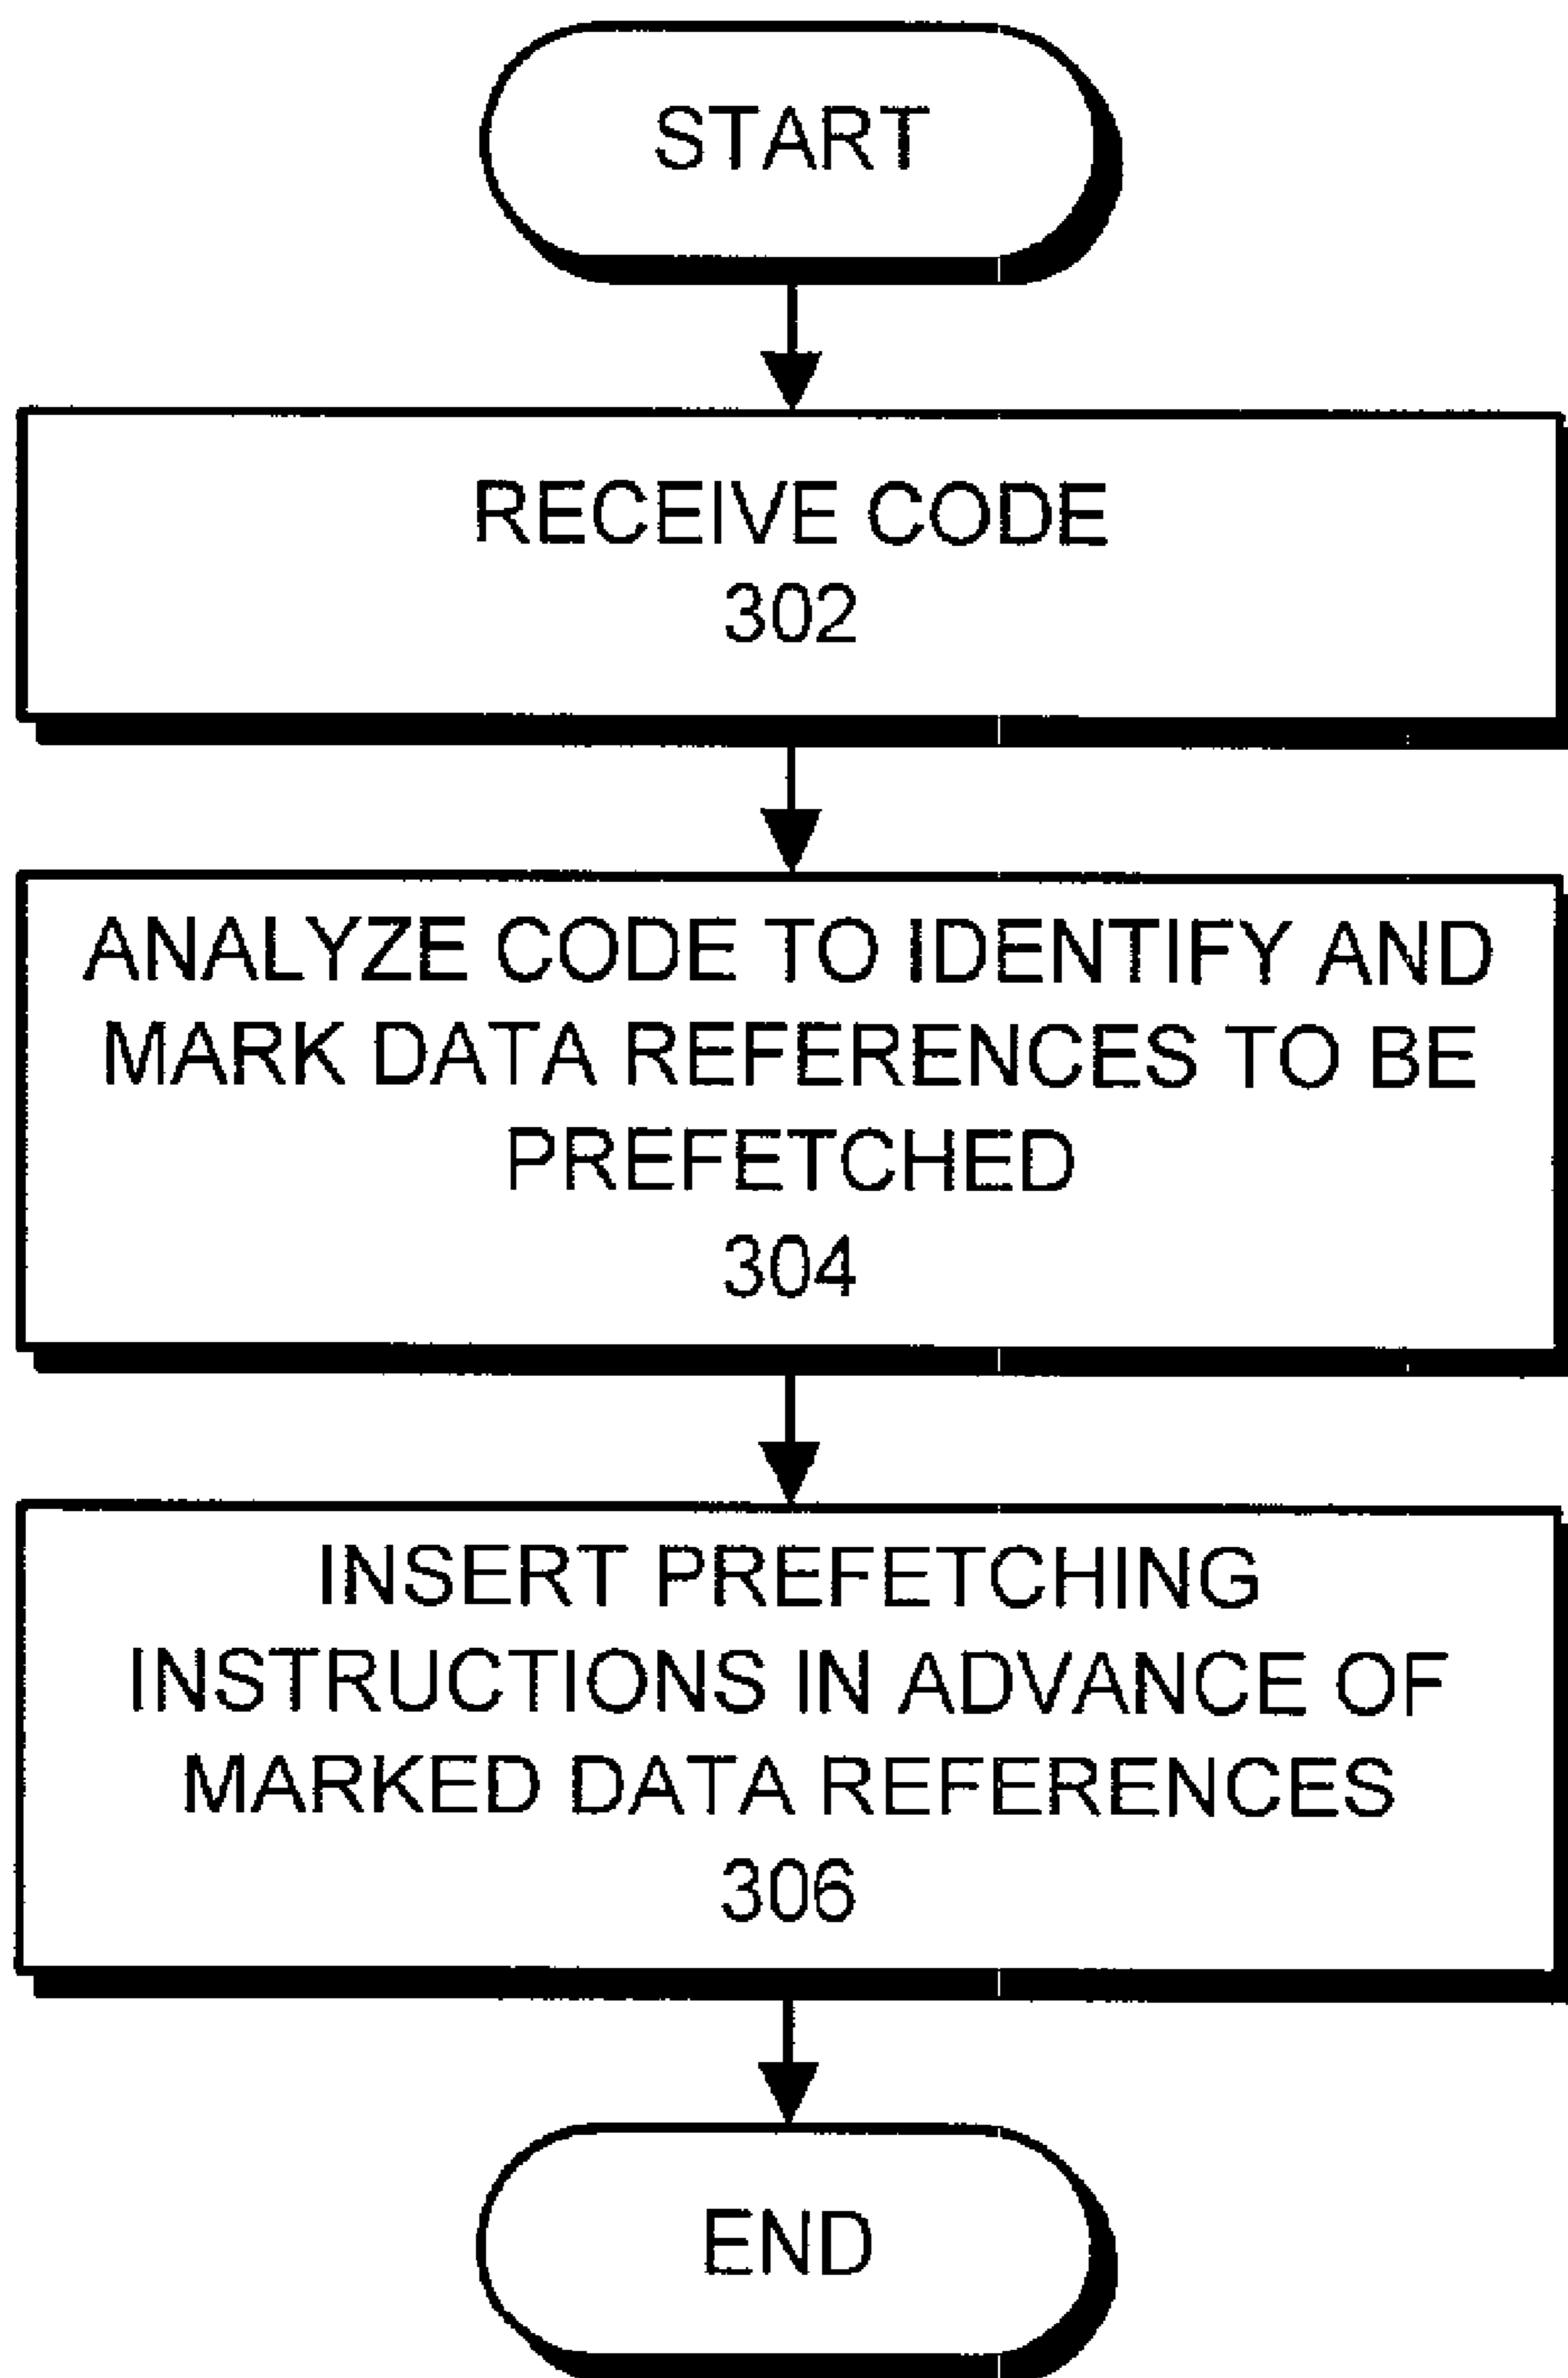 START
RECEIVE CODE
302
ANALYZE CODE TO IDENTIFY AND
MARK DATA REFERENCES TO BE
PREFETCHED
304
INSERT PREFETCHING
INSTRUCTIONS IN ADVANCE OF
MARKED DATA REFERENCES
306
END